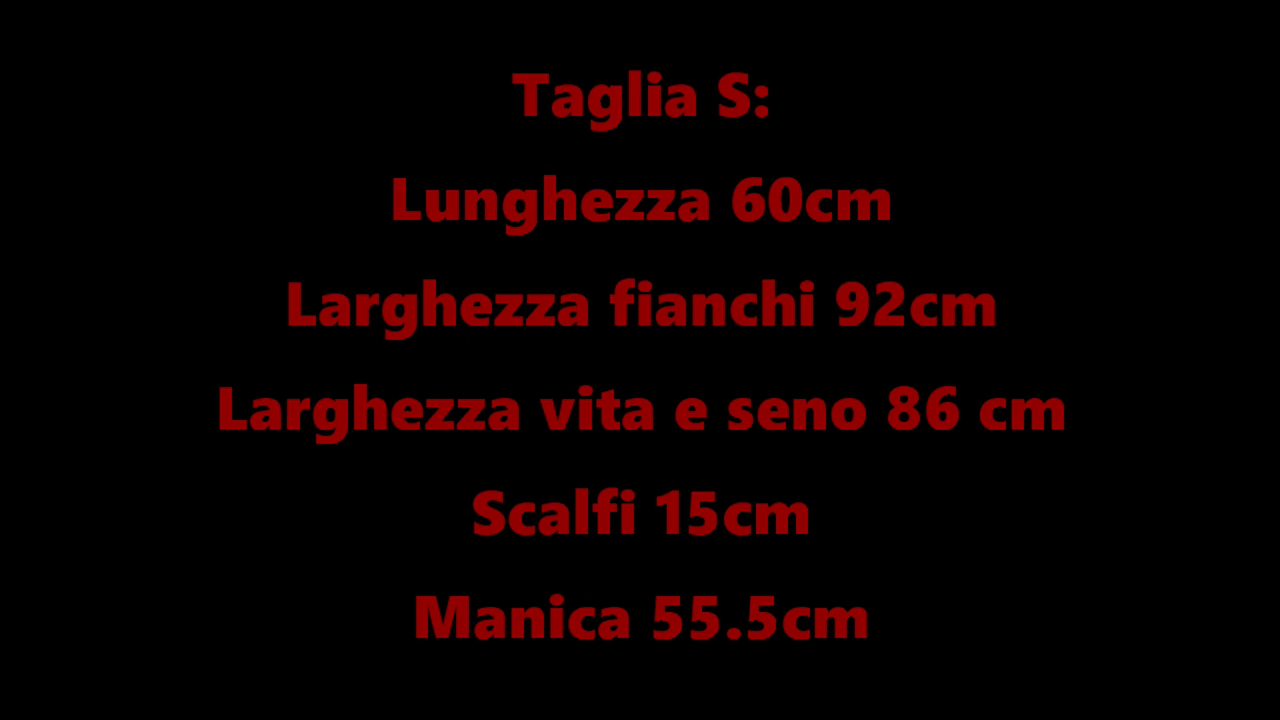 Taglia S:
Lunghezza 60cm
Larghezza fianchi 92cm
Larghezza vita e seno 86 cm
Scalfi 15cm
Manica 55.5cm